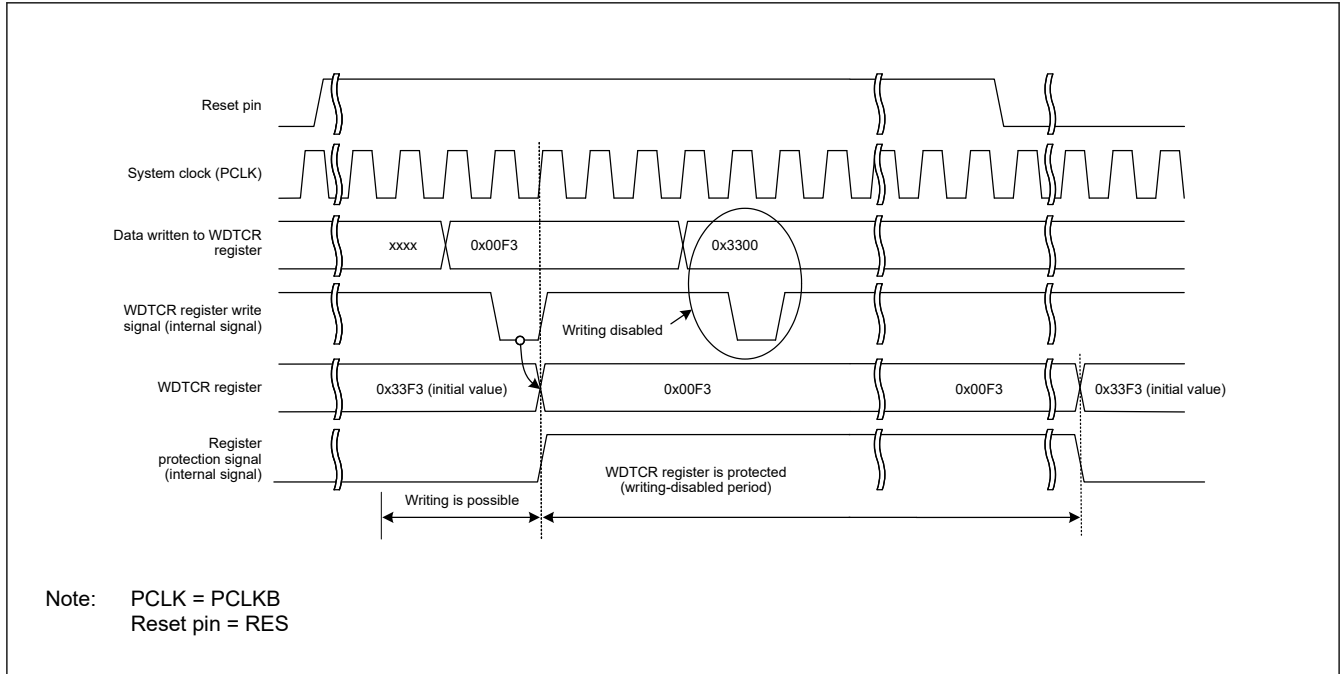 Reset pin
System clock (PCLK)
Data written to WDTCR
register
xxxx
0x00F3
0x3300
WDTCR register write
signal (internal signal)
Writing disabled
WDTCR register
0x33F3 (initial value)
0x00F3
0x00F3
0x33F3 (initial value)
Register
protection signal
(internal signal)
WDTCR register is protected
(writing-disabled period)
Writing is possible
Note: PCLK = PCLKB
Reset pin = RES